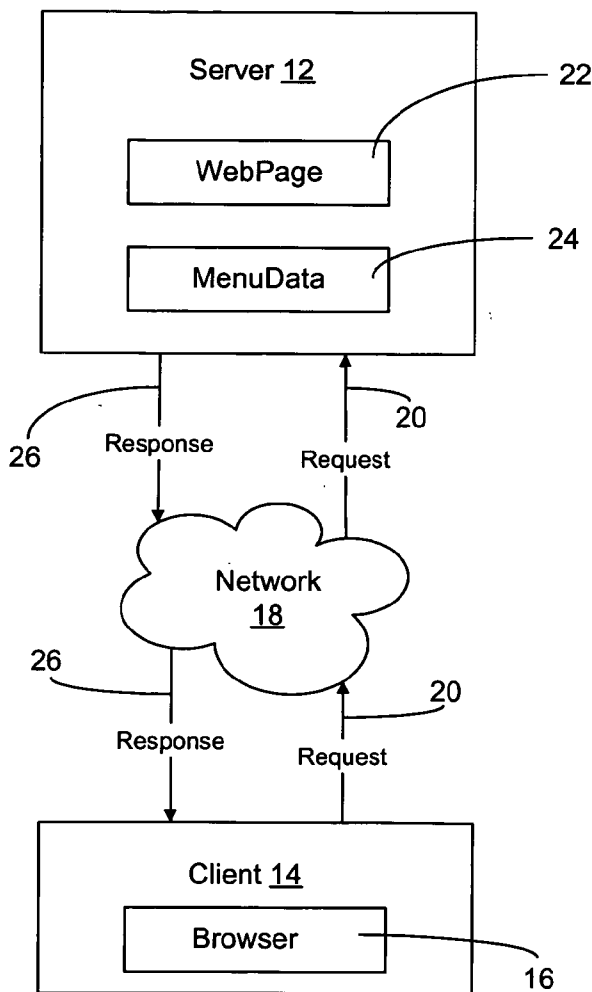 Server 12
22
WebPage
24
MenuData
26
Response
20
Request
Network
18
26
Response
20
Request
Client 14
Browser
16